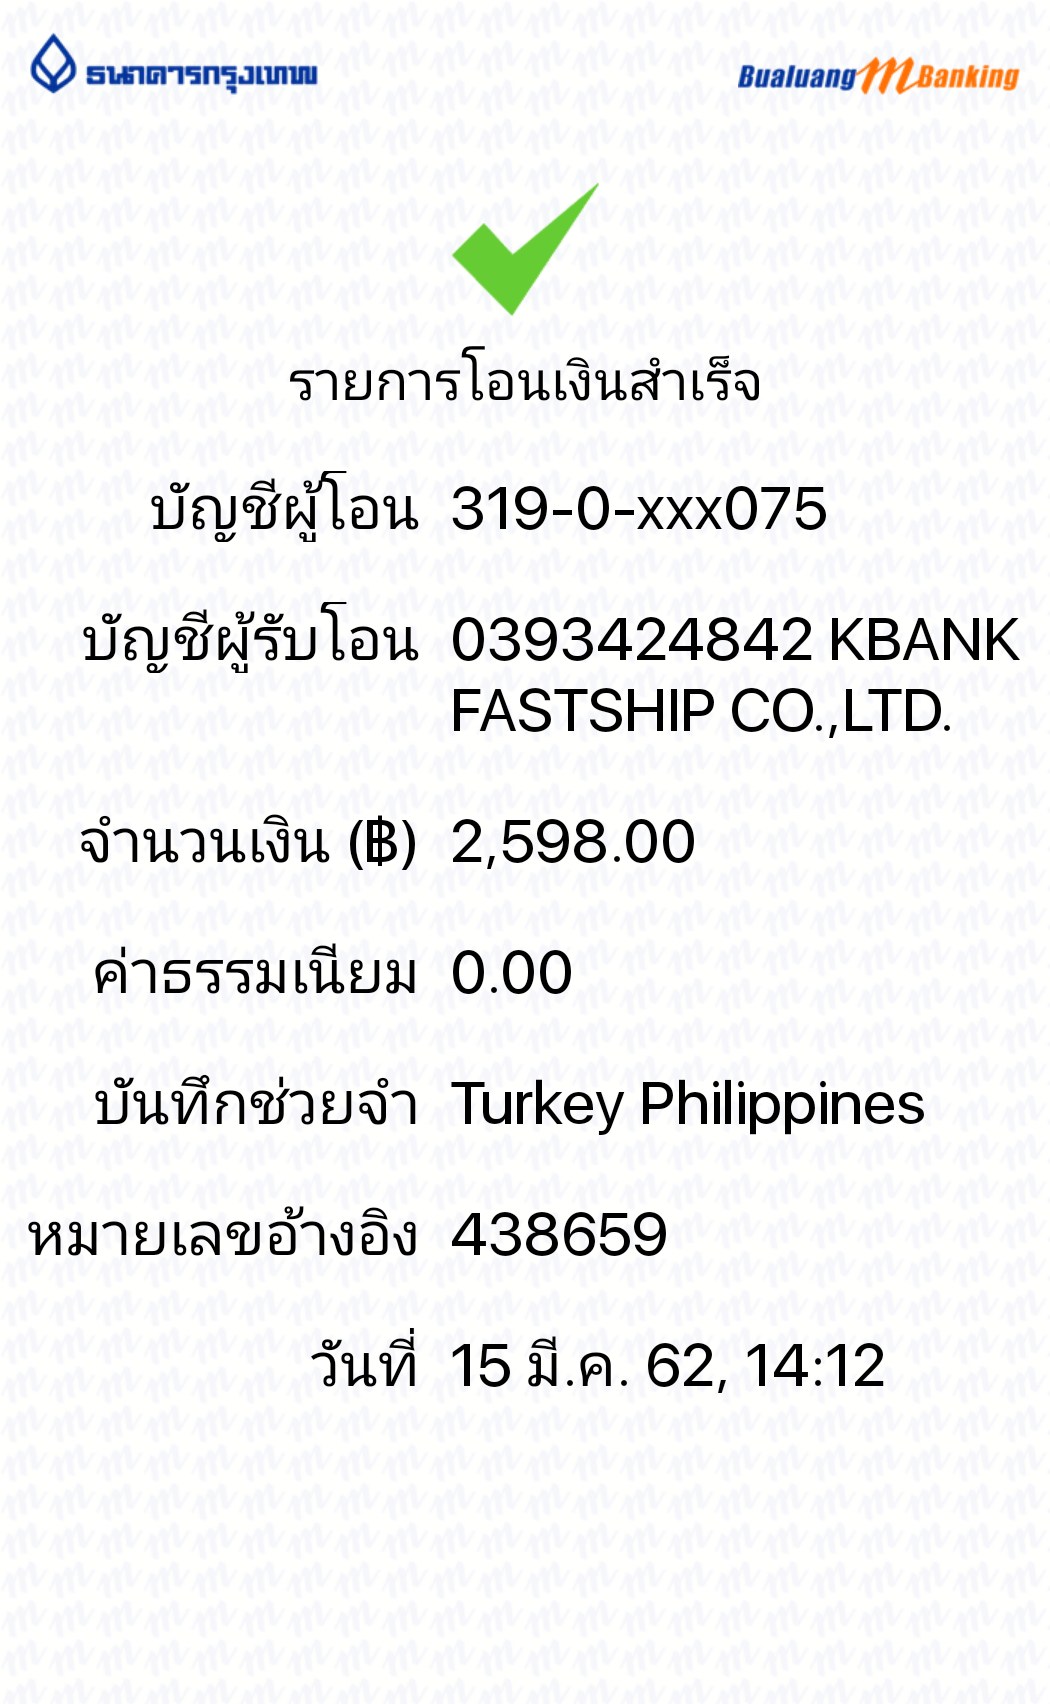 ธนาคารกรุงเทพ
Bualuang mBanking
รายการโอนเงินสำเร็จ
บัญชีผู้โอน 319-0-xxx075
บัญชีผู้รับโอน 0393424842 KBANK
FASTSHIP CO.,LTD.
จำนวนเงิน (฿) 2,598.00
ค่าธรรมเนียม 0.00
บันทึกช่วยจำ Turkey Philippines
หมายเลขอ้างอิง 438659
วันที่ 15 มี.ค. 62, 14:12